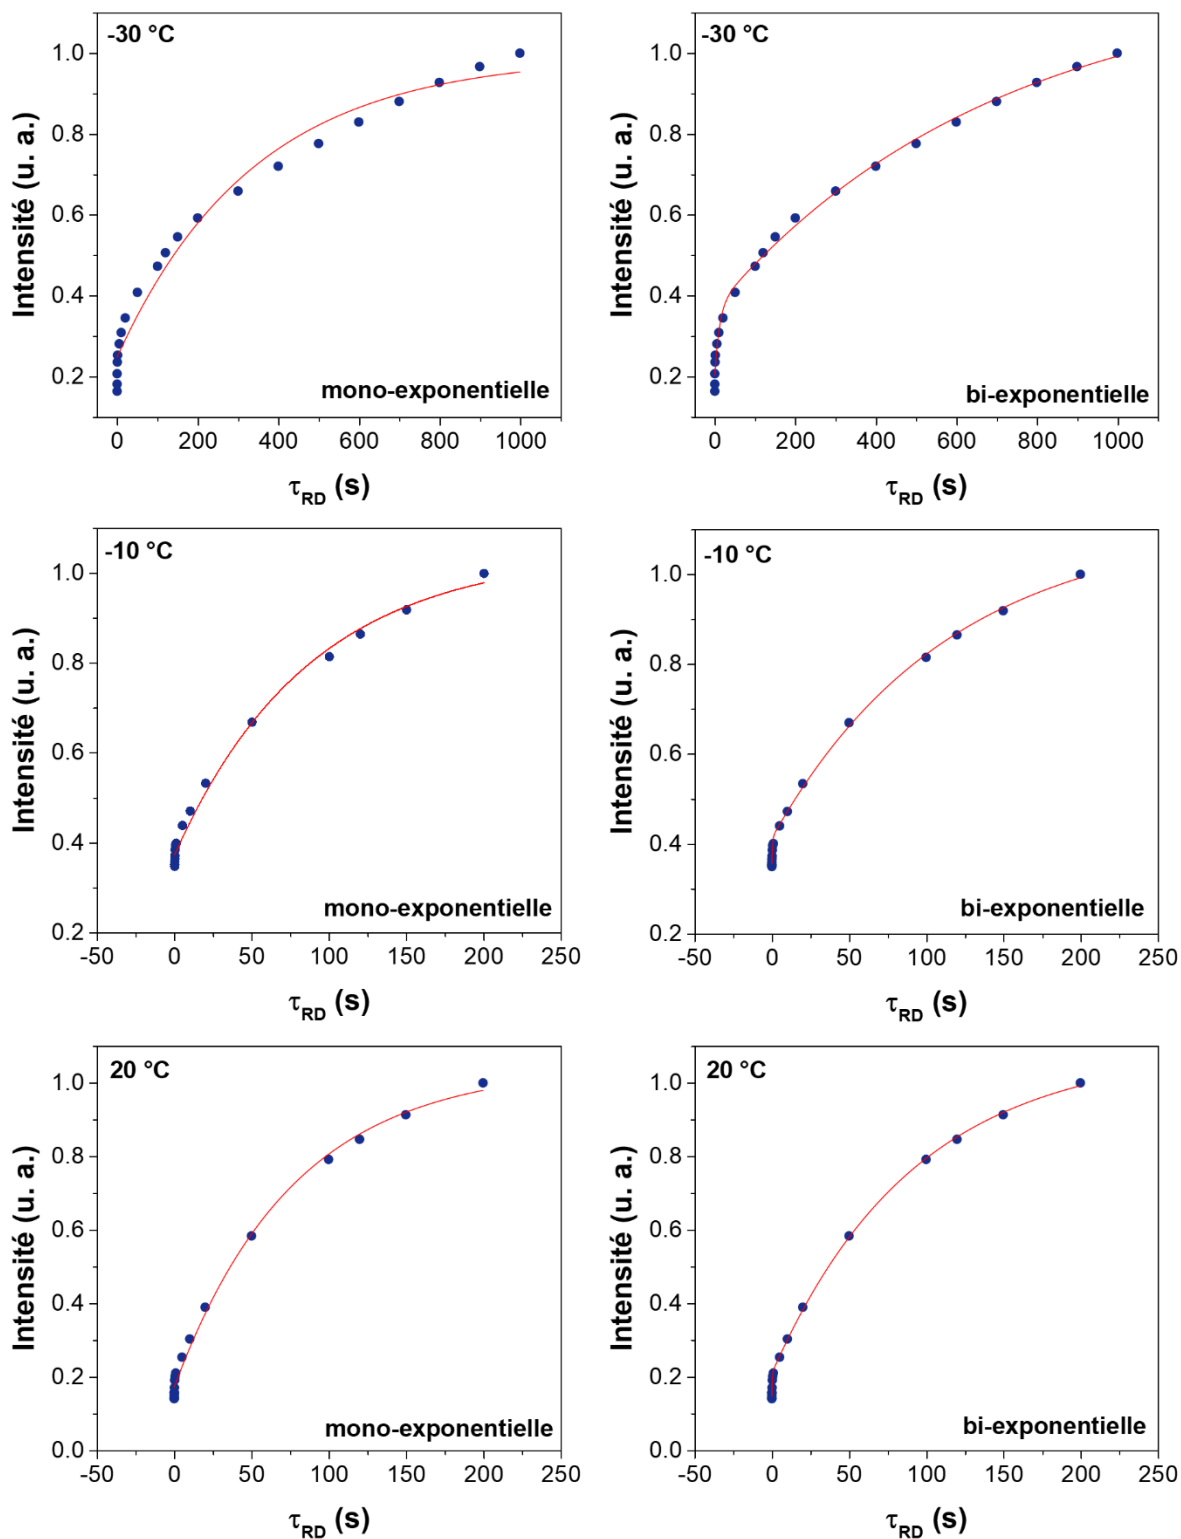 -30 °C
Intensité (u. a.)
1.0
0.8
0.6
0.4
0.2
mono-exponentielle
0 200 400 600 800 1000
τRD (s)
-30 °C
Intensité (u. a.)
1.0
0.8
0.6
0.4
0.2
bi-exponentielle
0 200 400 600 800 1000
τRD (s)
-10 °C
Intensité (u. a.)
1.0
0.8
0.6
0.4
0.2
mono-exponentielle
-50 0 50 100 150 200 250
τRD (s)
-10 °C
Intensité (u. a.)
1.0
0.8
0.6
0.4
0.2
bi-exponentielle
-50 0 50 100 150 200 250
τRD (s)
20 °C
Intensité (u. a.)
1.0
0.8
0.6
0.4
0.2
0.0
mono-exponentielle
-50 0 50 100 150 200 250
τRD (s)
20 °C
Intensité (u. a.)
1.0
0.8
0.6
0.4
0.2
0.0
bi-exponentielle
-50 0 50 100 150 200 250
τRD (s)